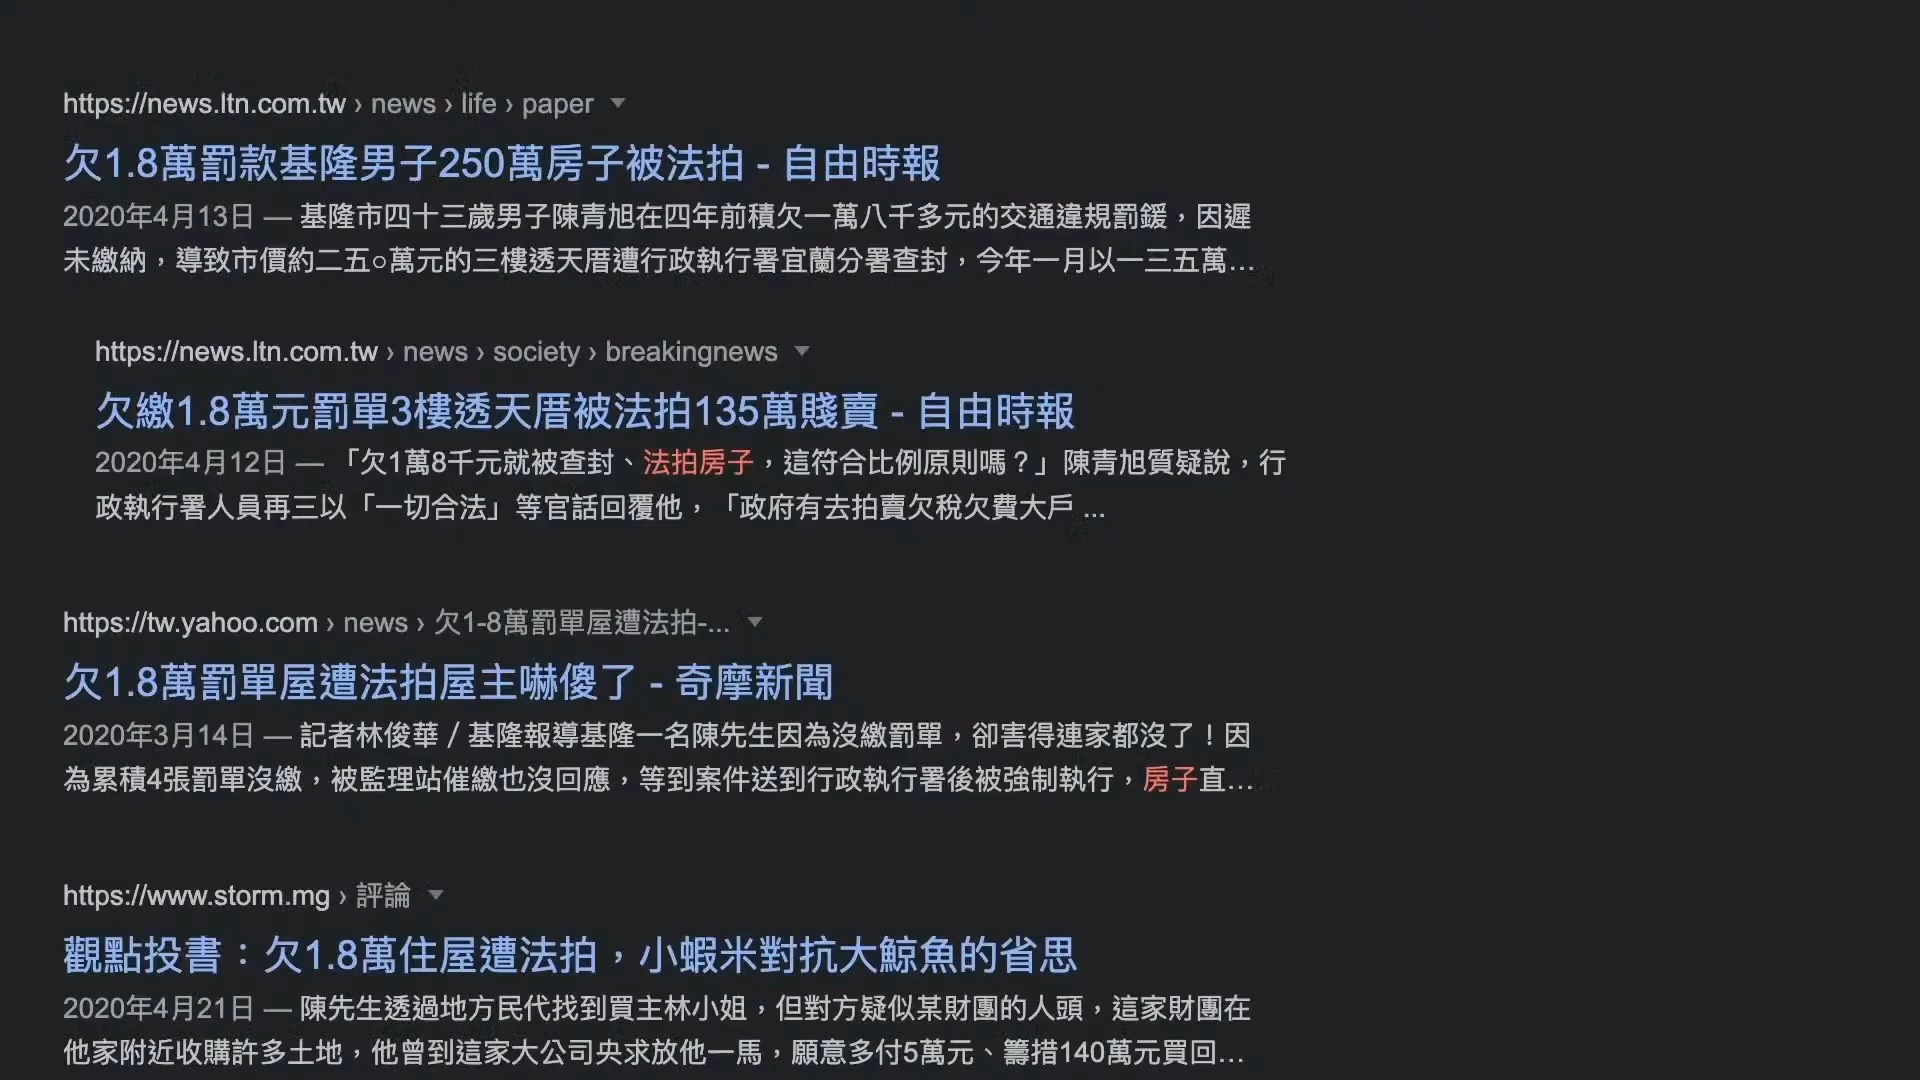 https://news.ltn.com.tw › news › life › paper
欠1.8萬罰款基隆男子250萬房子被法拍 - 自由時報
2020年4月13日 — 基隆市四十三歲男子陳青旭在四年前積欠一萬八千多元的交通違規罰鍰，因遲
未繳納，導致市價約二五○萬元的三樓透天厝遭行政執行署宜蘭分署查封，今年一月以一三五萬...
https://news.ltn.com.tw › news › society › breakingnews
欠繳1.8萬元罰單3樓透天厝被法拍135萬賤賣 - 自由時報
2020年4月12日 — 「欠1萬8千元就被查封、法拍房子，這符合比例原則嗎？」陳青旭質疑說，行
政執行署人員再三以「一切合法」等官話回覆他，「政府有去拍賣欠稅欠費大戶 ...
https://tw.yahoo.com › news › 欠1-8萬罰單屋遭法拍-...
欠1.8萬罰單屋遭法拍屋主嚇傻了 - 奇摩新聞
2020年3月14日 — 記者林俊華／基隆報導基隆一名陳先生因為沒繳罰單，卻害得連家都沒了！因
為累積4張罰單沒繳，被監理站催繳也沒回應，等到案件送到行政執行署後被強制執行，房子直...
https://www.storm.mg › 評論
觀點投書：欠1.8萬住屋遭法拍，小蝦米對抗大鯨魚的省思
2020年4月21日 — 陳先生透過地方民代找到買主林小姐，但對方疑似某財團的人頭，這家財團在
他家附近收購許多土地，他曾到這家大公司央求放他一馬，願意多付5萬元、籌措140萬元買回...